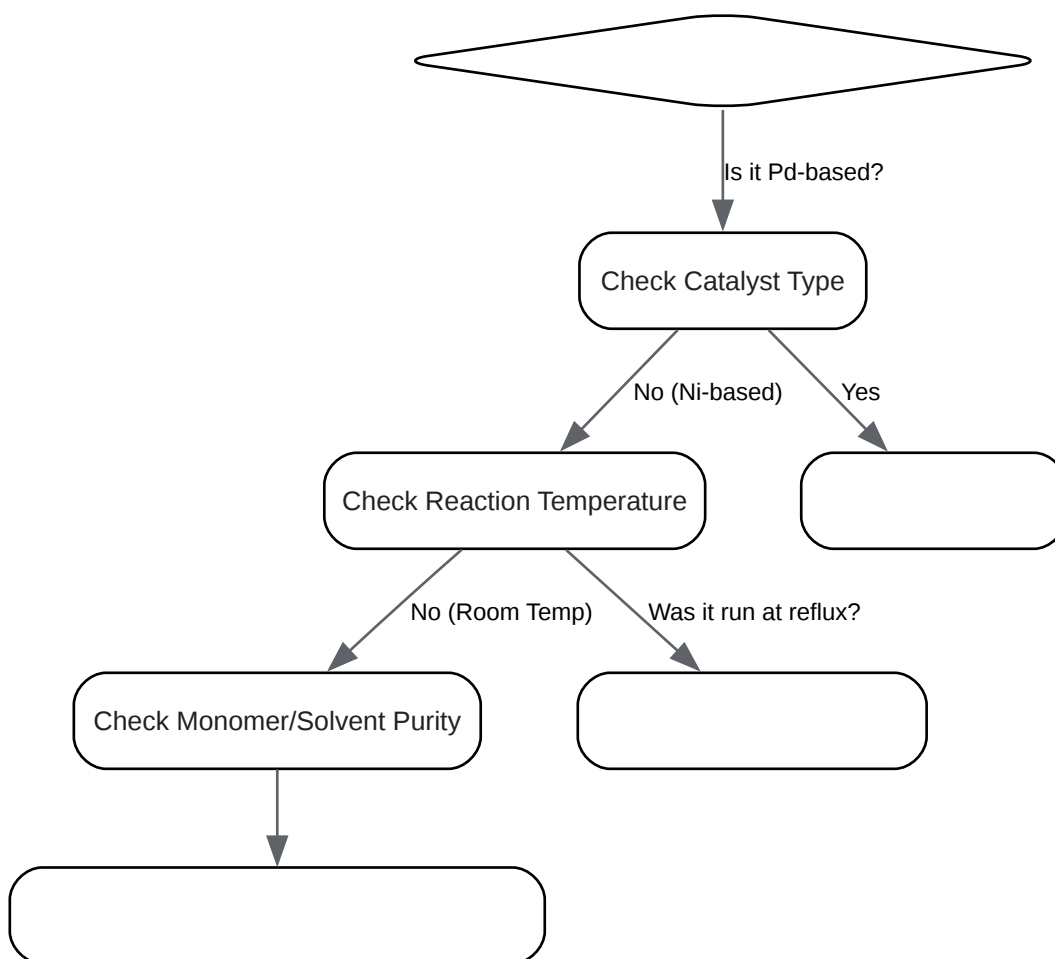 Is it Pd-based?
Check Catalyst Type
No (Ni-based)
Yes
Check Reaction Temperature
No (Room Temp)
Was it run at reflux?
Check Monomer/Solvent Purity